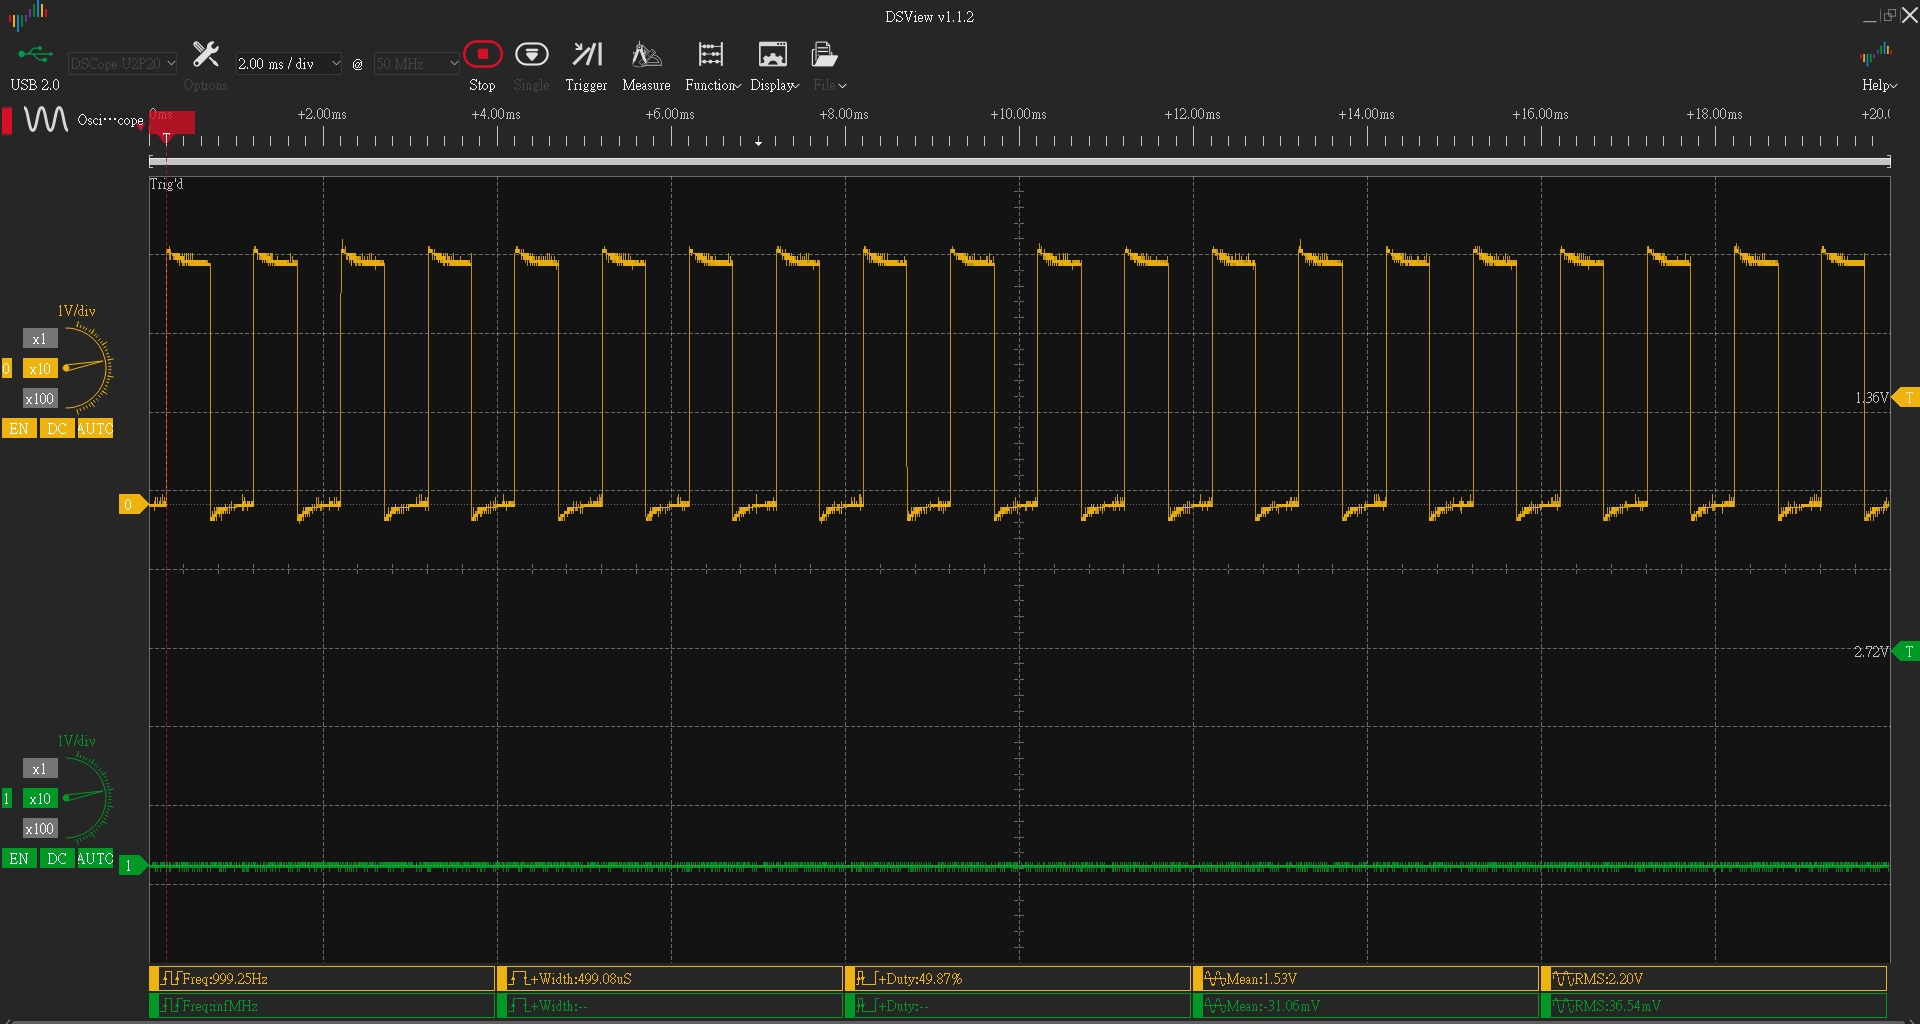 DSView v1.1.2
USB 2.0
DSCope U2P20
Options
2.00 ms / div
@
50 MHz
Stop
Single
Trigger
Measure
Function
Display
File
Help
Osci⋯cope
0ms
+2.00ms
+4.00ms
+6.00ms
+8.00ms
+10.00ms
+12.00ms
+14.00ms
+16.00ms
+18.00ms
+20.0
T
Trig'd
1V/div
x1
0
x10
x100
EN
DC
AUTO
0
1.36V
T
2.72V
T
1V/div
x1
1
x10
x100
EN
DC
AUTO
1
Freq:999.25Hz
+Width:499.08uS
+Duty:49.87%
Mean:1.53V
RMS:2.20V
Freq:infMHz
+Width:--
+Duty:--
Mean:-31.06mV
RMS:36.54mV